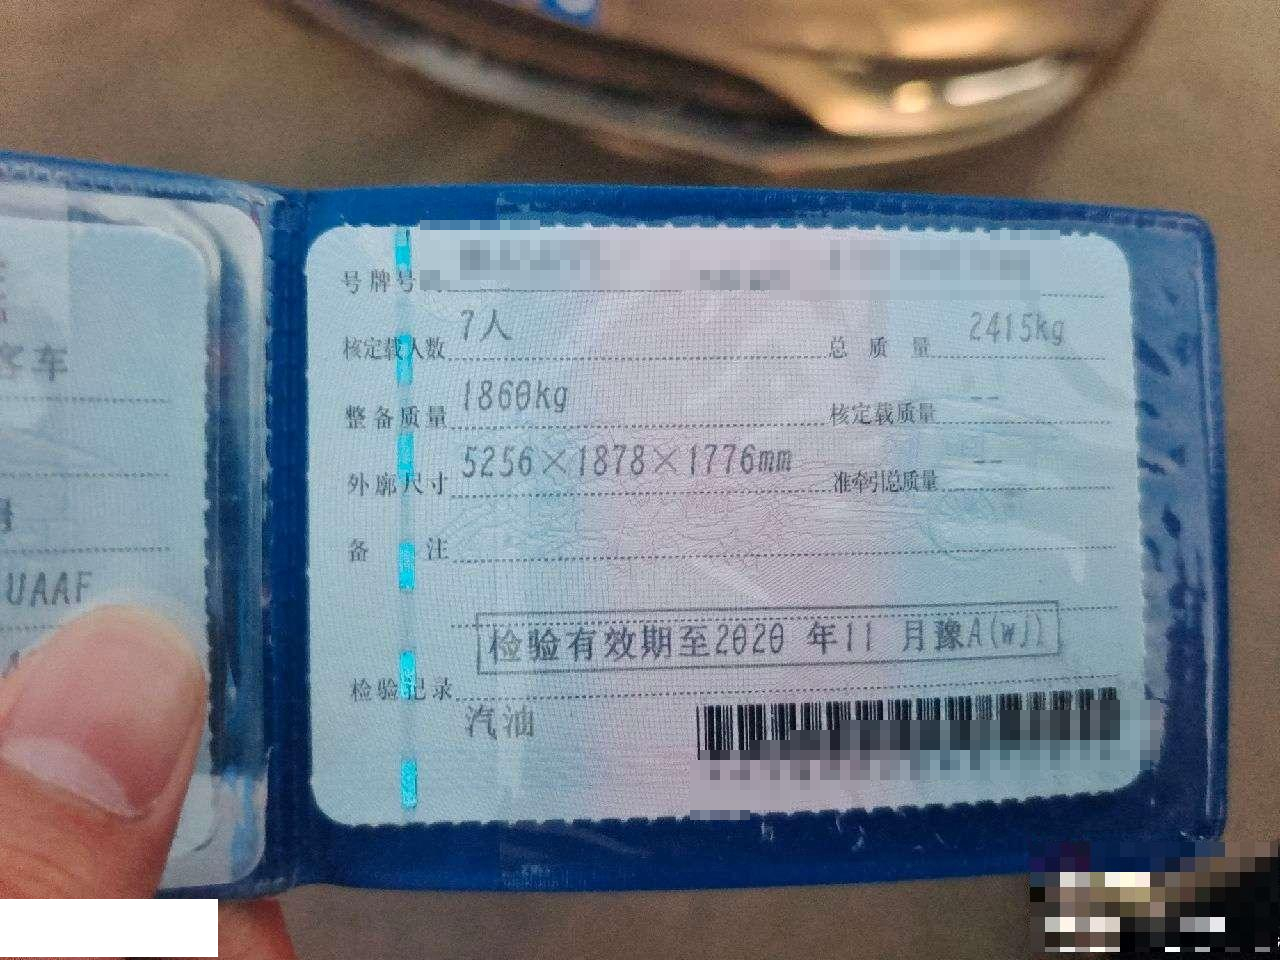 客车
UAAF
号牌号
核定载人数 7人 总质量 2415kg
整备质量 1860kg 核定载质量 --
外廓尺寸 5256×1878×1776mm 准牵引总质量 --
备注
检验有效期至2020 年11 月豫A(wj)
检验记录
汽油